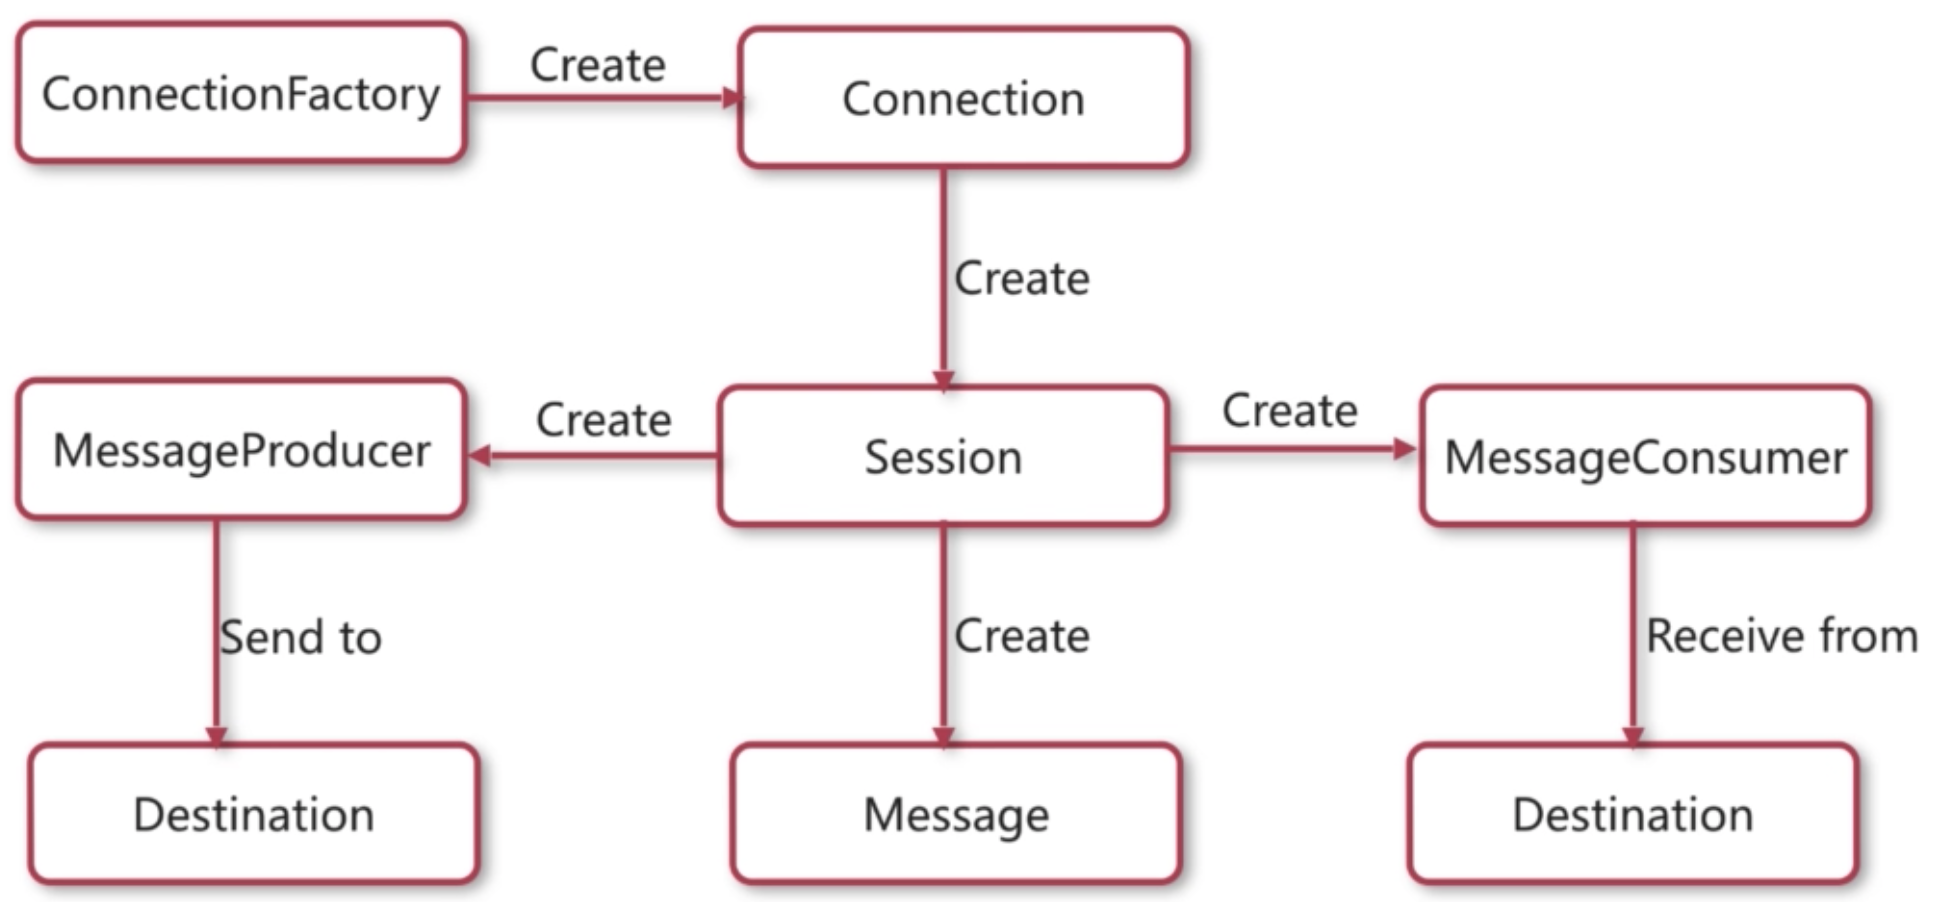 ConnectionFactory
Create
Connection
Create
MessageProducer
Create
Session
Create
MessageConsumer
Send to
Create
Receive from
Destination
Message
Destination